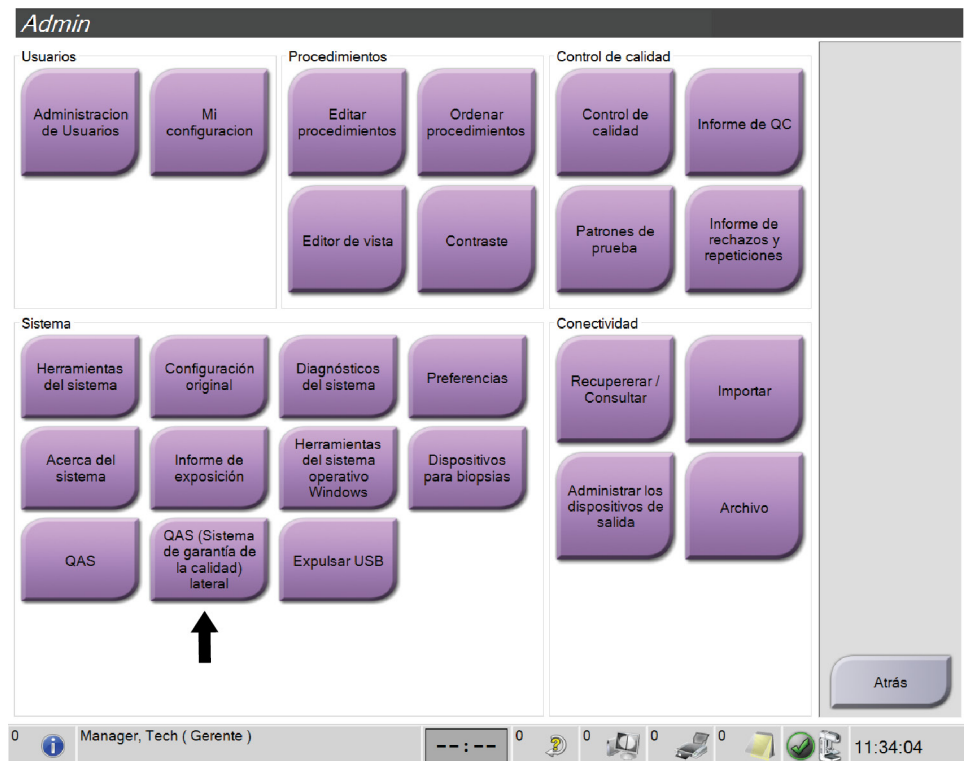 Admin
Usuarios
Administracion
de Usuarios
Mi
configuracion
Procedimientos
Editar
procedimientos
Ordenar
procedimientos
Editor de vista
Contraste
Control de calidad
Control de
calidad
Informe de QC
Patrones de
prueba
Informe de
rechazos y
repeticiones
Sistema
Herramientas
del sistema
Configuración
original
Diagnósticos
del sistema
Preferencias
Acerca del
sistema
Informe de
exposición
Herramientas
del sistema
operativo
Windows
Dispositivos
para biopsias
QAS
QAS (Sistema
de garantía de
la calidad)
lateral
Expulsar USB
Conectividad
Recupererar /
Consultar
Importar
Administrar los
dispositivos de
salida
Archivo
Atrás
0
Manager, Tech ( Gerente )
--:--
0
0
0
0
11:34:04